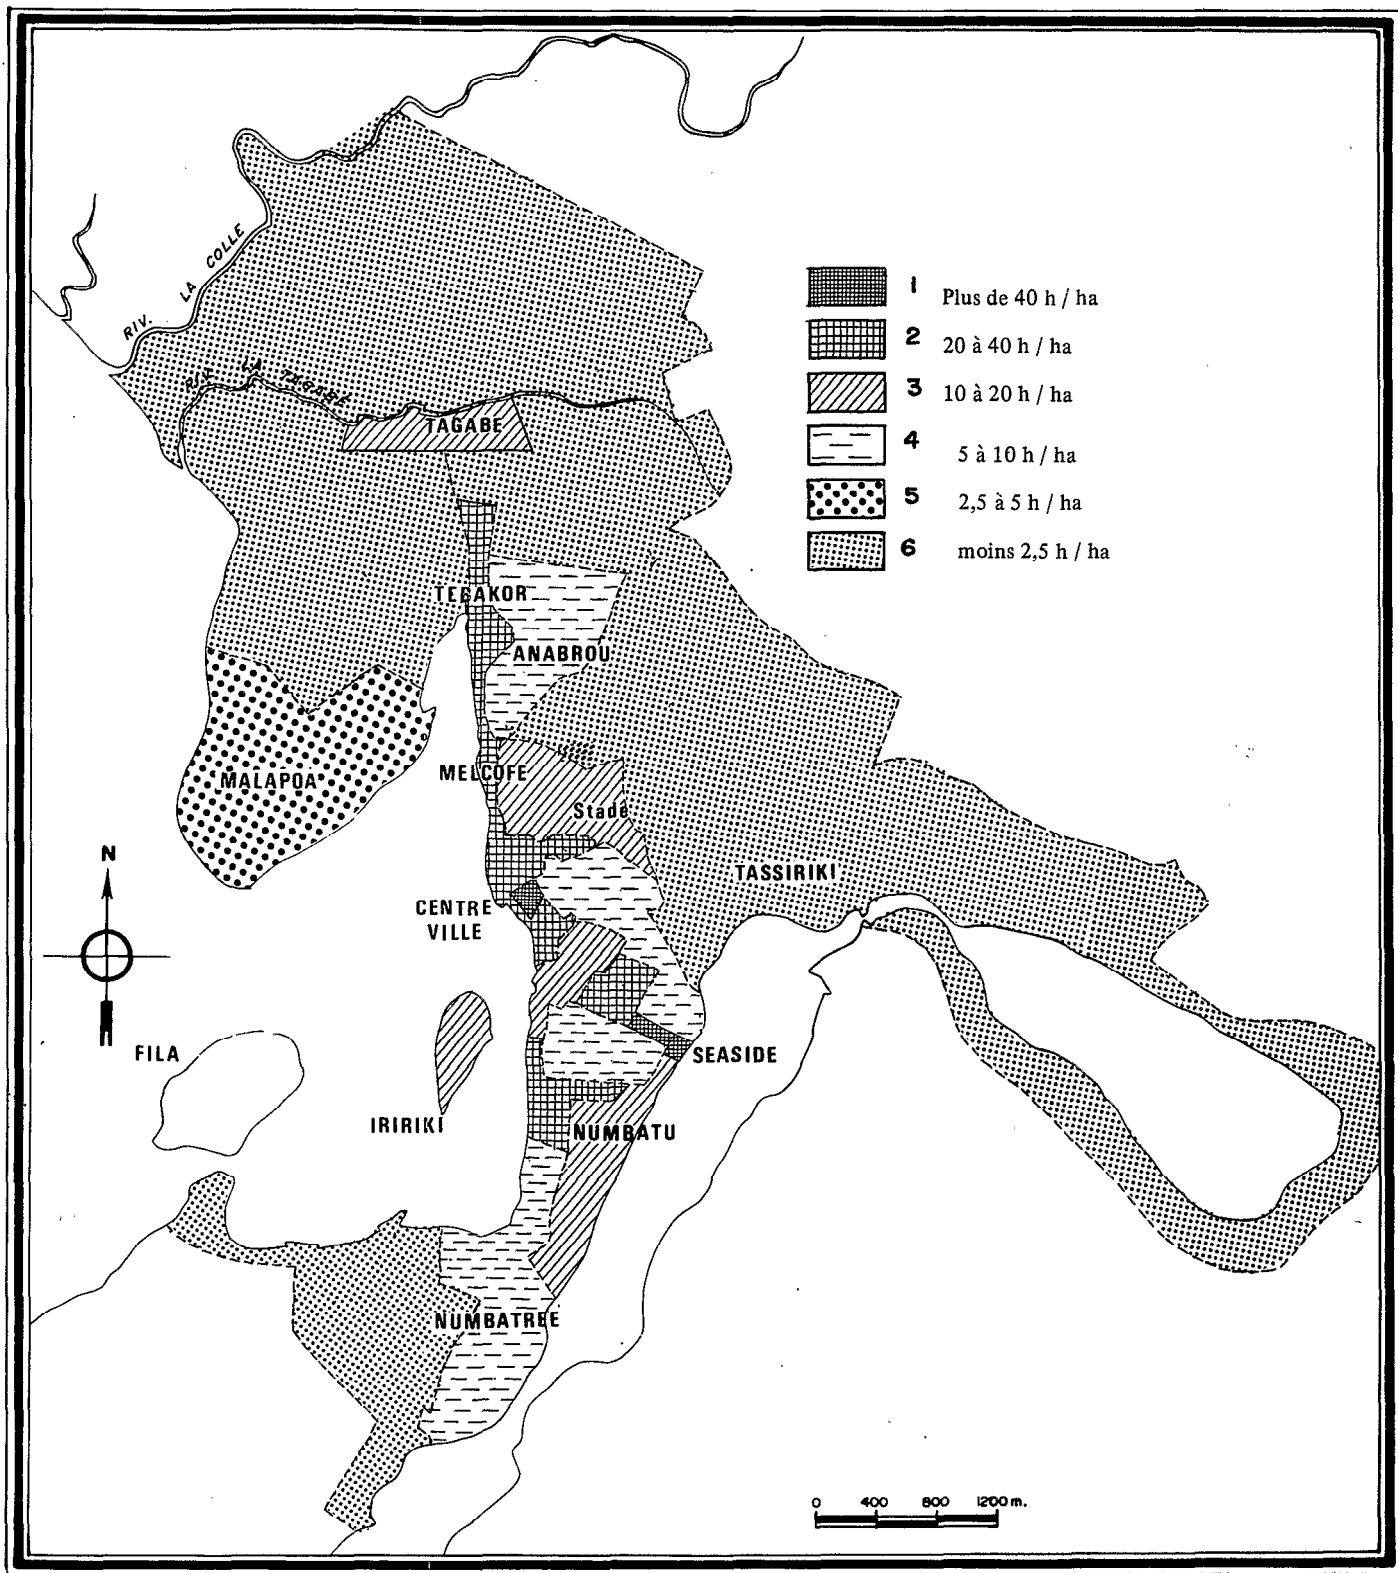 RIV. LA COLLE
1 Plus de 40 h / ha
2 20 à 40 h / ha
3 10 à 20 h / ha
4 5 à 10 h / ha
5 2,5 à 5 h / ha
6 moins 2,5 h / ha
RIV. LA TAGABE
TAGABE
TEBAKOR
ANABROU
MELCOFE
MALAPOA
Stade
N
TASSIRIKI
CENTRE
VILLE
FILA
SEASIDE
IRIRIKI
NUMBATU
NUMBATREE
0 400 800 1200 m.